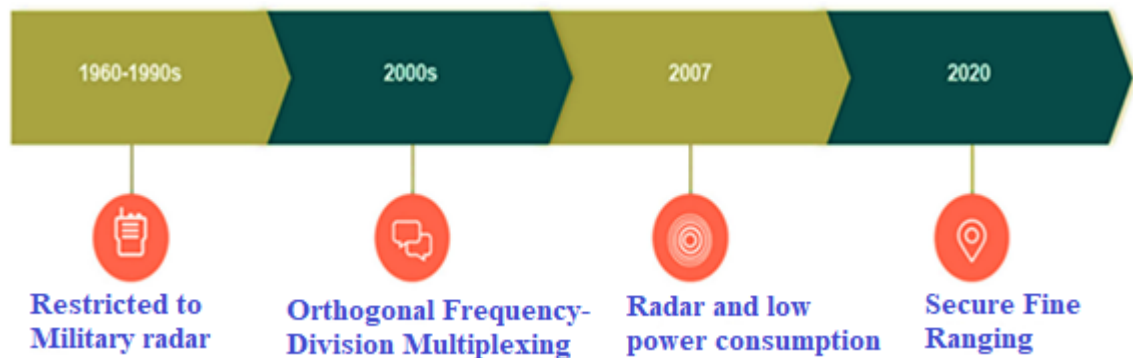 1960-1990s
2000s
2007
2020
Restricted to
Military radar
Orthogonal Frequency-
Division Multiplexing
Radar and low
power consumption
Secure Fine
Ranging